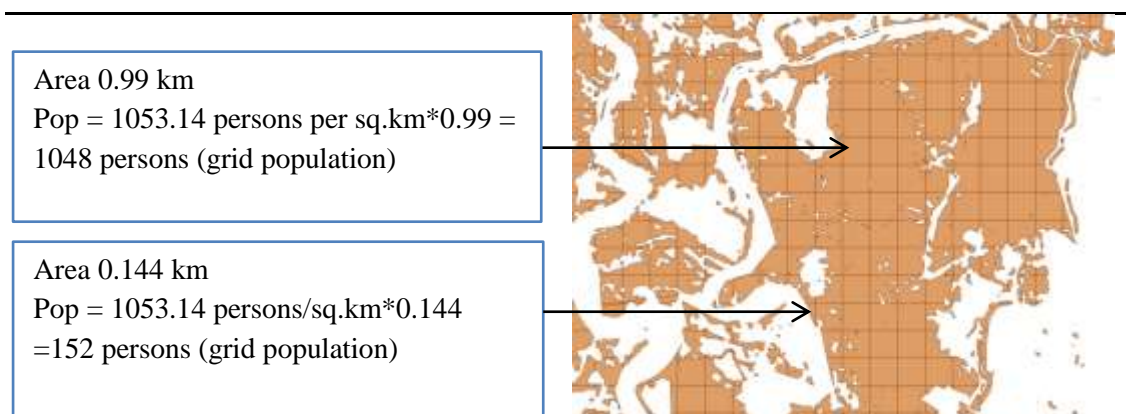 Area 0.99 km
Pop = 1053.14 persons per sq.km*0.99 =
1048 persons (grid population)
Area 0.144 km
Pop = 1053.14 persons/sq.km*0.144
=152 persons (grid population)